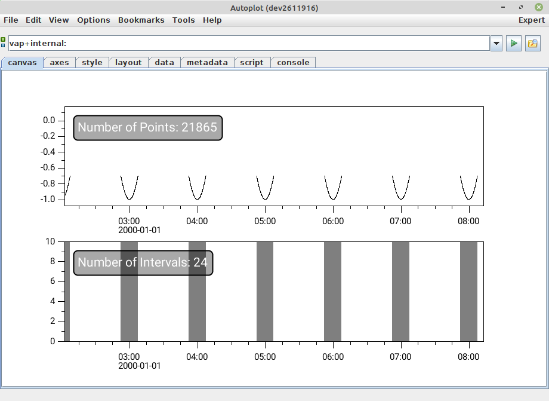 Autoplot (dev2611916)
File Edit View Options Bookmarks Tools Help Expert
vap+internal:
canvas axes style layout data metadata script console
Number of Points: 21865
0.0
-0.2
-0.4
-0.6
-0.8
-1.0
03:00 04:00 05:00 06:00 07:00 08:00
2000-01-01
Number of Intervals: 24
10
8
6
4
2
0
03:00 04:00 05:00 06:00 07:00 08:00
2000-01-01